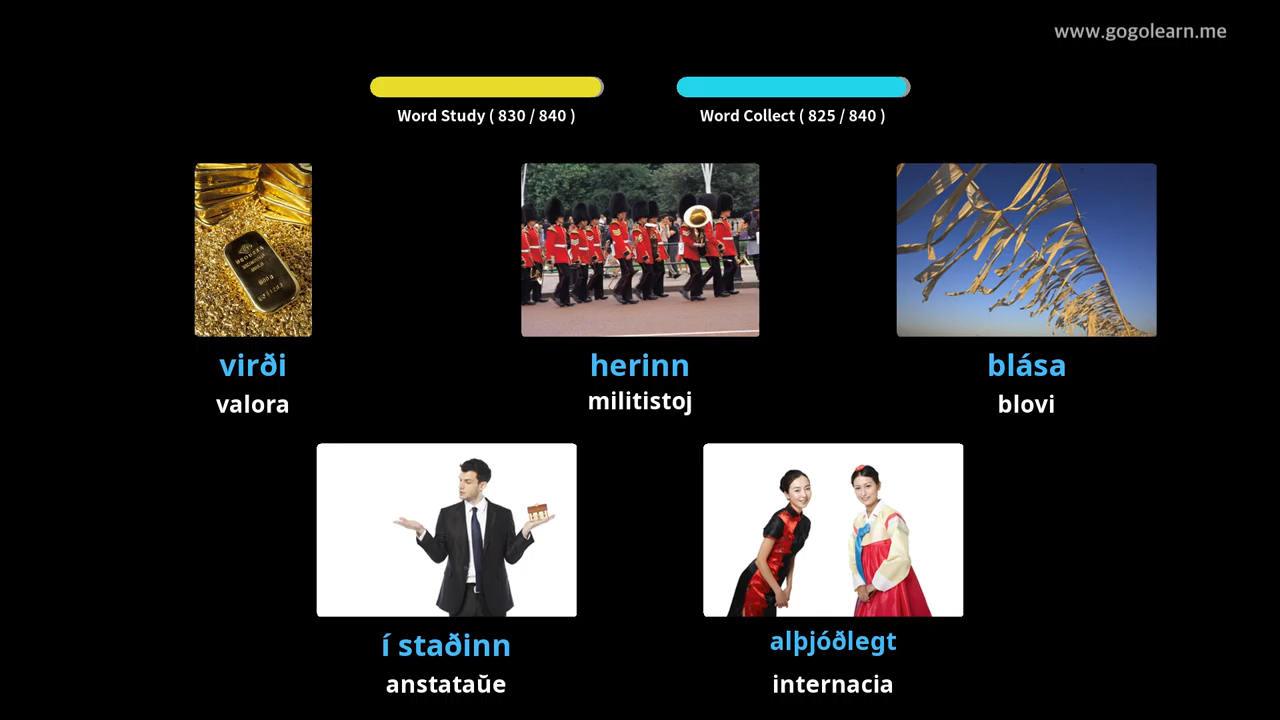 www.gogolearn.me
Word Study ( 830 / 840 )
Word Collect ( 825 / 840 )
virði
herinn
blása
valora
militistoj
blovi
í staðinn
alþjóðlegt
anstataŭe
internacia